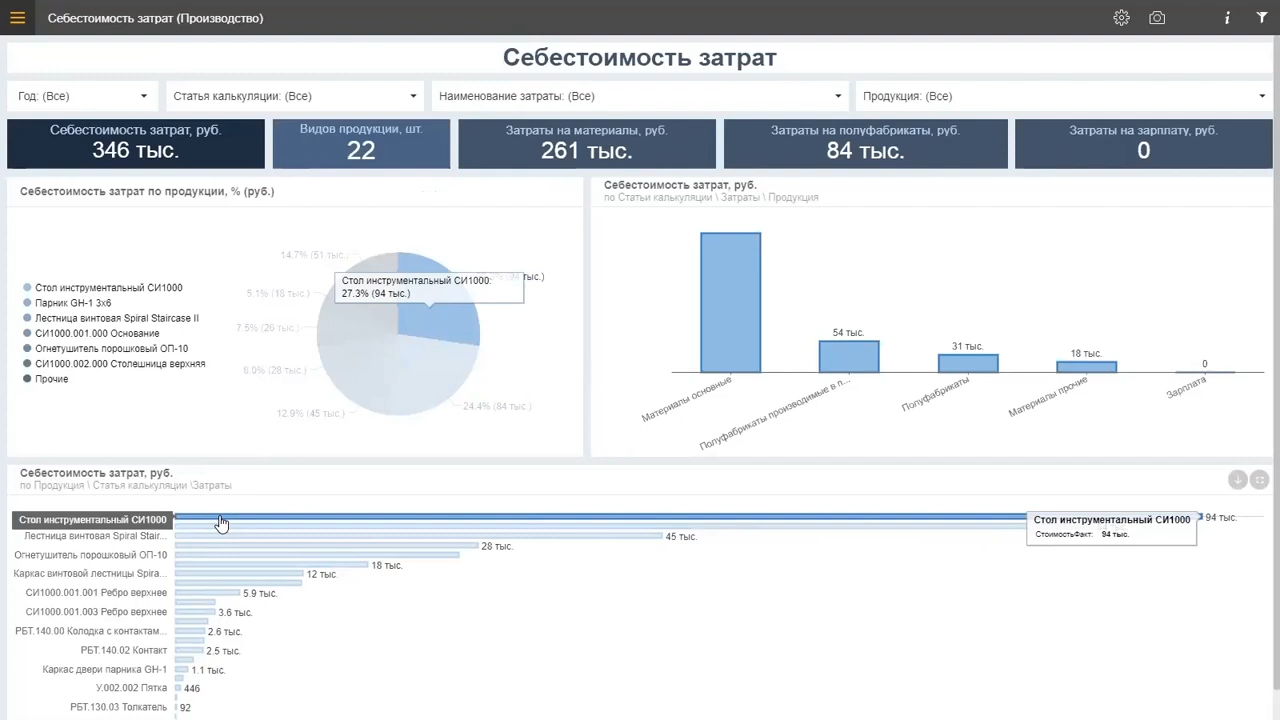 Себестоимость затрат (Производство)
i
Себестоимость затрат
Год: (Все)
Статья калькуляции: (Все)
Наименование затраты: (Все)
Продукция: (Все)
Себестоимость затрат, руб.
346 тыс.
Видов продукции, шт.
22
Затраты на материалы, руб.
261 тыс.
Затраты на полуфабрикаты, руб.
84 тыс.
Затраты на зарплату, руб.
0
Себестоимость затрат по продукции, % (руб.)
Стол инструментальный СИ1000
Парник GH-1 3x6
Лестница винтовая Spiral Staircase II
СИ1000.001.000 Основание
Огнетушитель порошковый ОП-10
СИ1000.002.000 Столешница верхняя
Прочие
14.7% (51 тыс.)
5.1% (18 тыс.)
7.5% (26 тыс.)
8.0% (28 тыс.)
12.9% (45 тыс.)
24.4% (84 тыс.)
тыс.)
Стол инструментальный СИ1000:
27.3% (94 тыс.)
Себестоимость затрат, руб.
по Статьи калькуляции \ Затраты \ Продукция
54 тыс.
31 тыс.
18 тыс.
0
Материалы основные
Полуфабрикаты производимые в п...
Полуфабрикаты
Материалы прочие
Зарплата
Себестоимость затрат, руб.
по Продукция \ Статья калькуляции \Затраты
Стол инструментальный СИ1000
94 тыс.
Стол инструментальный СИ1000
СтоимостьФакт: 94 тыс.
Лестница винтовая Spiral Stair...
45 тыс.
28 тыс.
Огнетушитель порошковый ОП-10
18 тыс.
Каркас винтовой лестницы Spira...
12 тыс.
СИ1000.001.001 Ребро верхнее
5.9 тыс.
СИ1000.001.003 Ребро верхнее
3.6 тыс.
РБТ.140.00 Колодка с контактам...
2.6 тыс.
РБТ.140.02 Контакт
2.5 тыс.
Каркас двери парника GH-1
1.1 тыс.
У.002.002 Пятка
446
РБТ.130.03 Толкатель
92